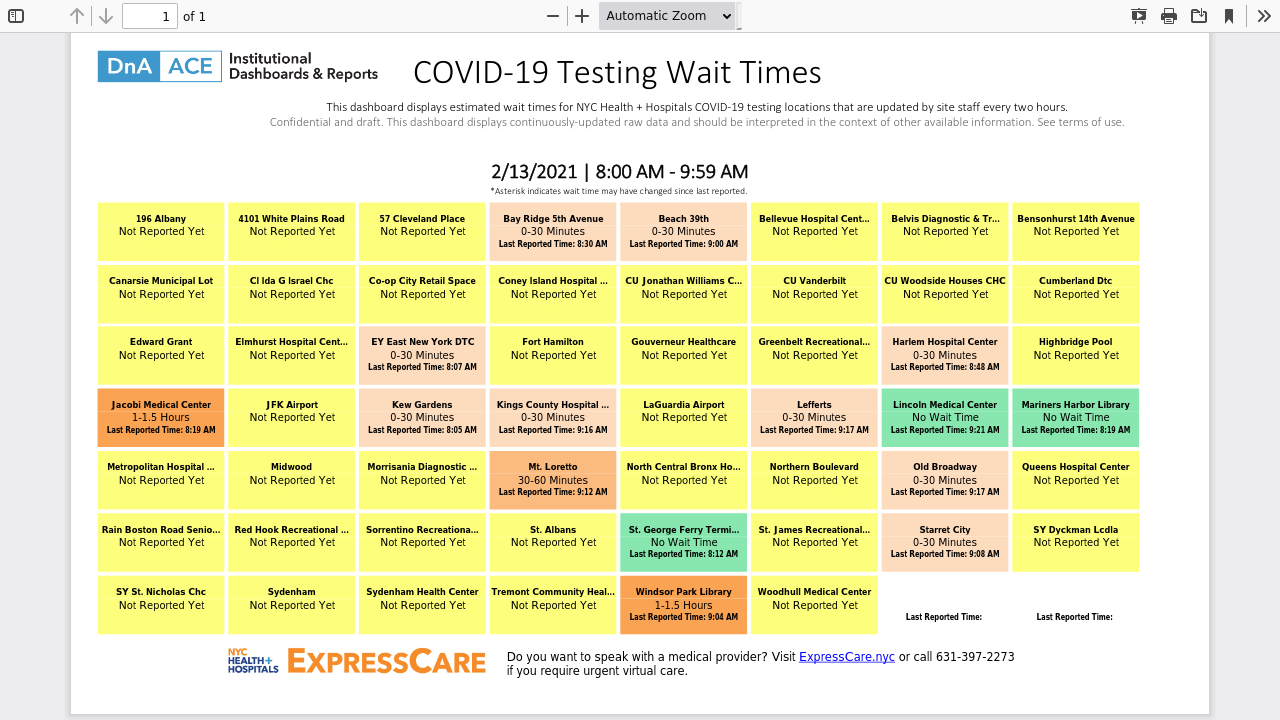 1 of 1
Automatic Zoom
DnA ACE Institutional Dashboards & Reports
COVID-19 Testing Wait Times
This dashboard displays estimated wait times for NYC Health + Hospitals COVID-19 testing locations that are updated by site staff every two hours.
Confidential and draft. This dashboard displays continuously-updated raw data and should be interpreted in the context of other available information. See terms of use.
2/13/2021 | 8:00 AM - 9:59 AM
*Asterisk indicates wait time may have changed since last reported.
196 Albany
Not Reported Yet
4101 White Plains Road
Not Reported Yet
57 Cleveland Place
Not Reported Yet
Bay Ridge 5th Avenue
0-30 Minutes
Last Reported Time: 8:30 AM
Beach 39th
0-30 Minutes
Last Reported Time: 9:00 AM
Bellevue Hospital Cent...
Not Reported Yet
Belvis Diagnostic & Tr...
Not Reported Yet
Bensonhurst 14th Avenue
Not Reported Yet
Canarsie Municipal Lot
Not Reported Yet
CI Ida G Israel Chc
Not Reported Yet
Co-op City Retail Space
Not Reported Yet
Coney Island Hospital ...
Not Reported Yet
CU Jonathan Williams C...
Not Reported Yet
CU Vanderbilt
Not Reported Yet
CU Woodside Houses CHC
Not Reported Yet
Cumberland Dtc
Not Reported Yet
Edward Grant
Not Reported Yet
Elmhurst Hospital Cent...
Not Reported Yet
EY East New York DTC
0-30 Minutes
Last Reported Time: 8:07 AM
Fort Hamilton
Not Reported Yet
Gouverneur Healthcare
Not Reported Yet
Greenbelt Recreational...
Not Reported Yet
Harlem Hospital Center
0-30 Minutes
Last Reported Time: 8:48 AM
Highbridge Pool
Not Reported Yet
Jacobi Medical Center
1-1.5 Hours
Last Reported Time: 8:19 AM
JFK Airport
Not Reported Yet
Kew Gardens
0-30 Minutes
Last Reported Time: 8:05 AM
Kings County Hospital ...
0-30 Minutes
Last Reported Time: 9:16 AM
LaGuardia Airport
Not Reported Yet
Lefferts
0-30 Minutes
Last Reported Time: 9:17 AM
Lincoln Medical Center
No Wait Time
Last Reported Time: 9:21 AM
Mariners Harbor Library
No Wait Time
Last Reported Time: 8:19 AM
Metropolitan Hospital ...
Not Reported Yet
Midwood
Not Reported Yet
Morrisania Diagnostic ...
Not Reported Yet
Mt. Loretto
30-60 Minutes
Last Reported Time: 9:12 AM
North Central Bronx Ho...
Not Reported Yet
Northern Boulevard
Not Reported Yet
Old Broadway
0-30 Minutes
Last Reported Time: 9:17 AM
Queens Hospital Center
Not Reported Yet
Rain Boston Road Senio...
Not Reported Yet
Red Hook Recreational ...
Not Reported Yet
Sorrentino Recreationa...
Not Reported Yet
St. Albans
Not Reported Yet
St. George Ferry Termi...
No Wait Time
Last Reported Time: 8:12 AM
St. James Recreational...
Not Reported Yet
Starret City
0-30 Minutes
Last Reported Time: 9:08 AM
SY Dyckman Lcdla
Not Reported Yet
SY St. Nicholas Chc
Not Reported Yet
Sydenham
Not Reported Yet
Sydenham Health Center
Not Reported Yet
Tremont Community Heal...
Not Reported Yet
Windsor Park Library
1-1.5 Hours
Last Reported Time: 9:04 AM
Woodhull Medical Center
Not Reported Yet
Last Reported Time:
Last Reported Time:
NYC
HEALTH+
HOSPITALS
EXPRESSCARE
Do you want to speak with a medical provider? Visit ExpressCare.nyc or call 631-397-2273
if you require urgent virtual care.